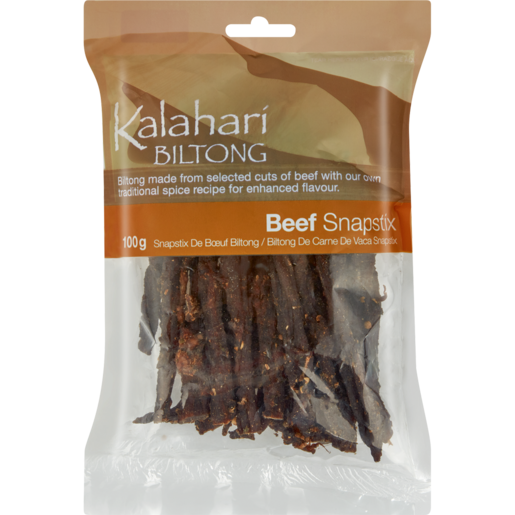 Kalahari
BILTONG
Biltong made from selected cuts of beef with our own
traditional spice recipe for enhanced flavour.
Beef Snapstix
100g Snapstix De Bœuf Biltong / Biltong De Carne De Vaca Snapstix